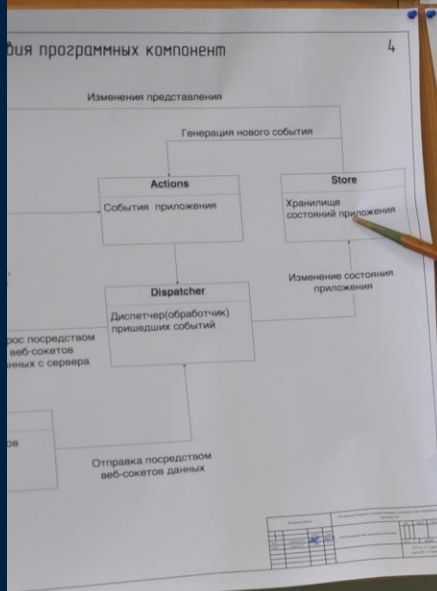 вия программных компонент
4
Изменения представления
Генерация нового события
Actions
События приложения
Store
Хранилище
состояний приложения
Dispatcher
Диспетчер(обработчик)
пришедших событий
Изменение состояния
приложения
рос посредством
веб-сокетов
нных с сервера
ов
Отправка посредством
веб-сокетов данных